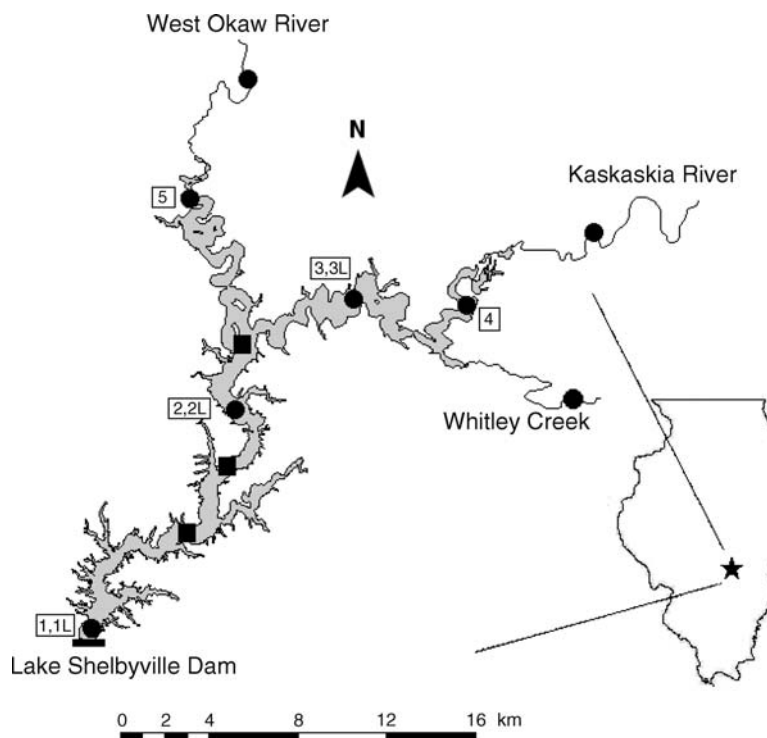 West Okaw River
N
Kaskaskia River
5
3,3L
4
2,2L
Whitley Creek
1,1L
Lake Shelbyville Dam
0 2 4 8 12 16 km